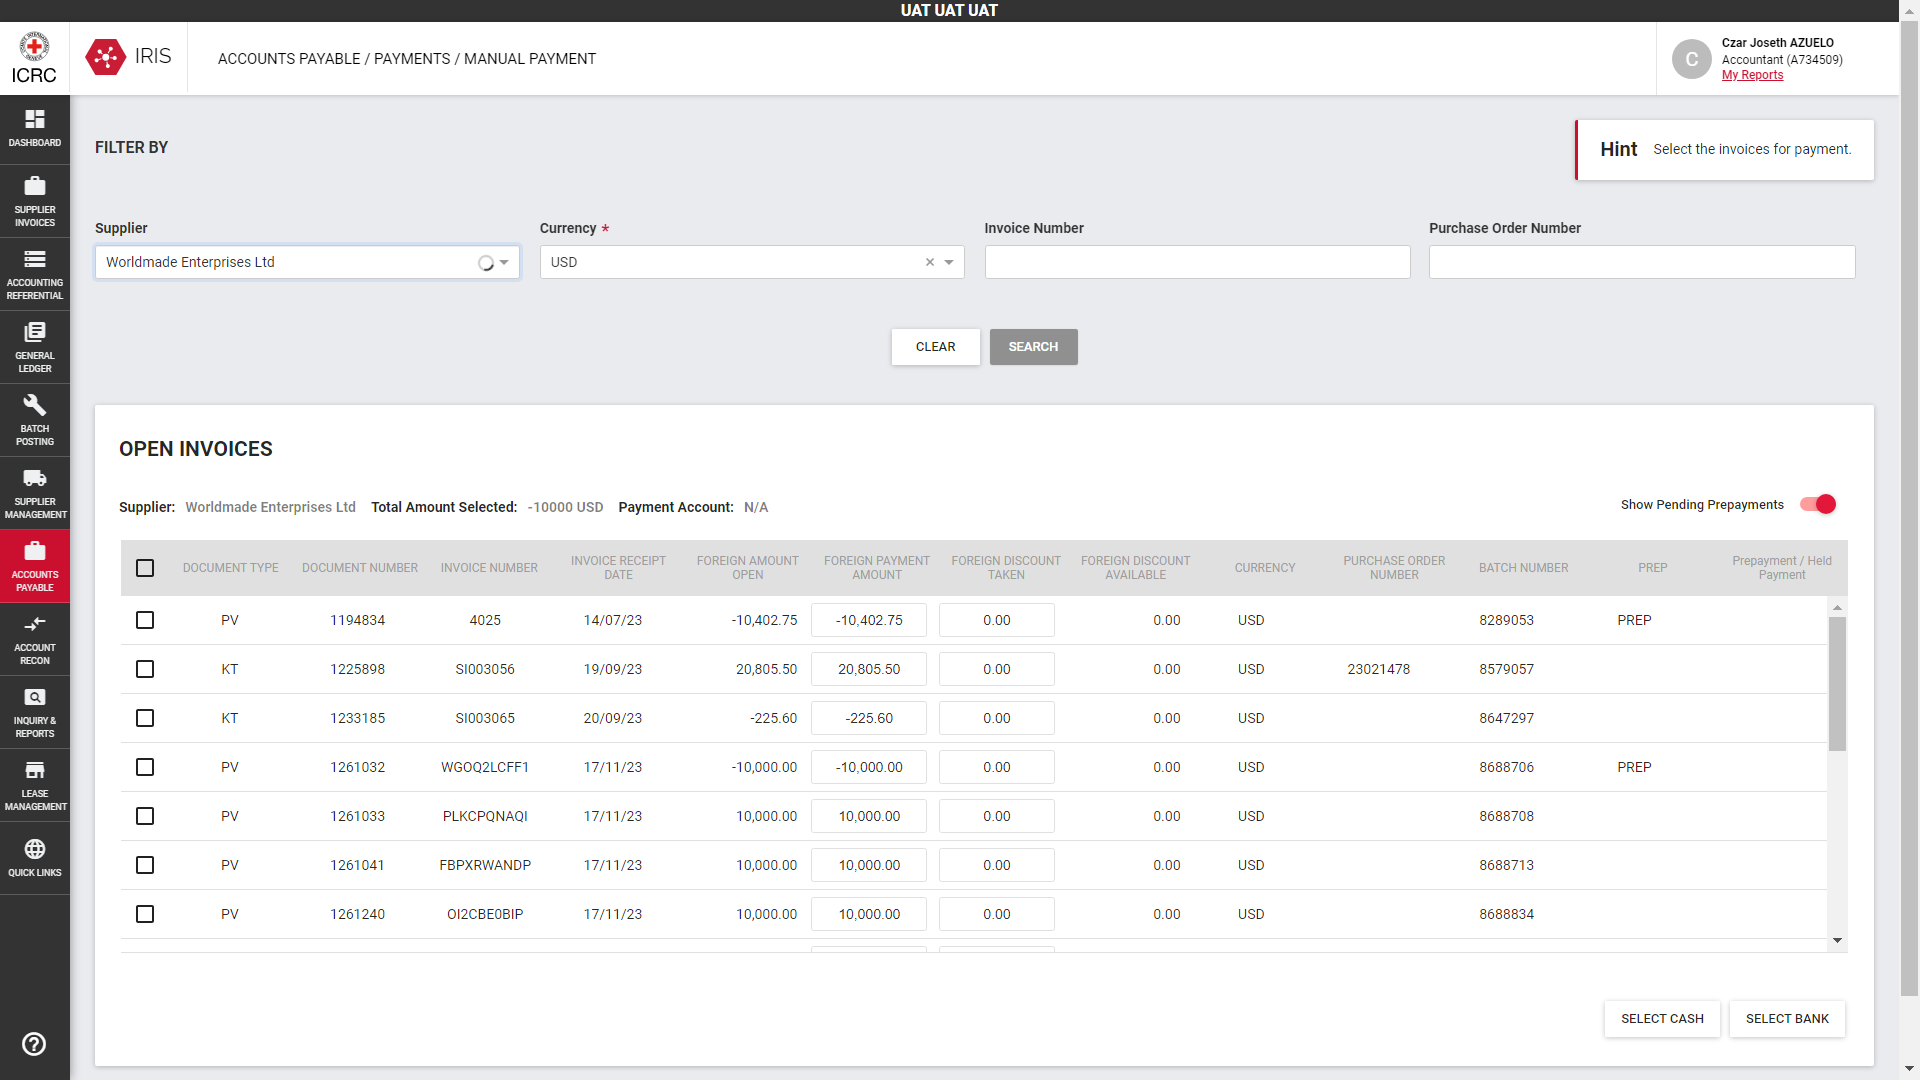 UAT UAT UAT
ICRC
IRIS
ACCOUNTS PAYABLE / PAYMENTS / MANUAL PAYMENT
C
Czar Joseth AZUELO
Accountant (A734509)
My Reports
DASHBOARD
SUPPLIER
INVOICES
ACCOUNTING
REFERENTIAL
GENERAL
LEDGER
BATCH
POSTING
SUPPLIER
MANAGEMENT
ACCOUNTS
PAYABLE
ACCOUNT
RECON
INQUIRY &
REPORTS
LEASE
MANAGEMENT
QUICK LINKS
FILTER BY
Hint Select the invoices for payment.
Supplier Currency * Invoice Number Purchase Order Number
Worldmade Enterprises Ltd USD ×
CLEAR SEARCH
OPEN INVOICES
Supplier: Worldmade Enterprises Ltd Total Amount Selected: -10000 USD Payment Account: N/A Show Pending Prepayments
DOCUMENT TYPE DOCUMENT NUMBER INVOICE NUMBER INVOICE RECEIPT DATE FOREIGN AMOUNT OPEN FOREIGN PAYMENT AMOUNT FOREIGN DISCOUNT TAKEN FOREIGN DISCOUNT AVAILABLE CURRENCY PURCHASE ORDER NUMBER BATCH NUMBER PREP Prepayment / Held Payment
PV 1194834 4025 14/07/23 -10,402.75 -10,402.75 0.00 0.00 USD 8289053 PREP
KT 1225898 SI003056 19/09/23 20,805.50 20,805.50 0.00 0.00 USD 23021478 8579057
KT 1233185 SI003065 20/09/23 -225.60 -225.60 0.00 0.00 USD 8647297
PV 1261032 WGOQ2LCFF1 17/11/23 -10,000.00 -10,000.00 0.00 0.00 USD 8688706 PREP
PV 1261033 PLKCPQNAQI 17/11/23 10,000.00 10,000.00 0.00 0.00 USD 8688708
PV 1261041 FBPXRWANDP 17/11/23 10,000.00 10,000.00 0.00 0.00 USD 8688713
PV 1261240 OI2CBE0BIP 17/11/23 10,000.00 10,000.00 0.00 0.00 USD 8688834
SELECT CASH SELECT BANK